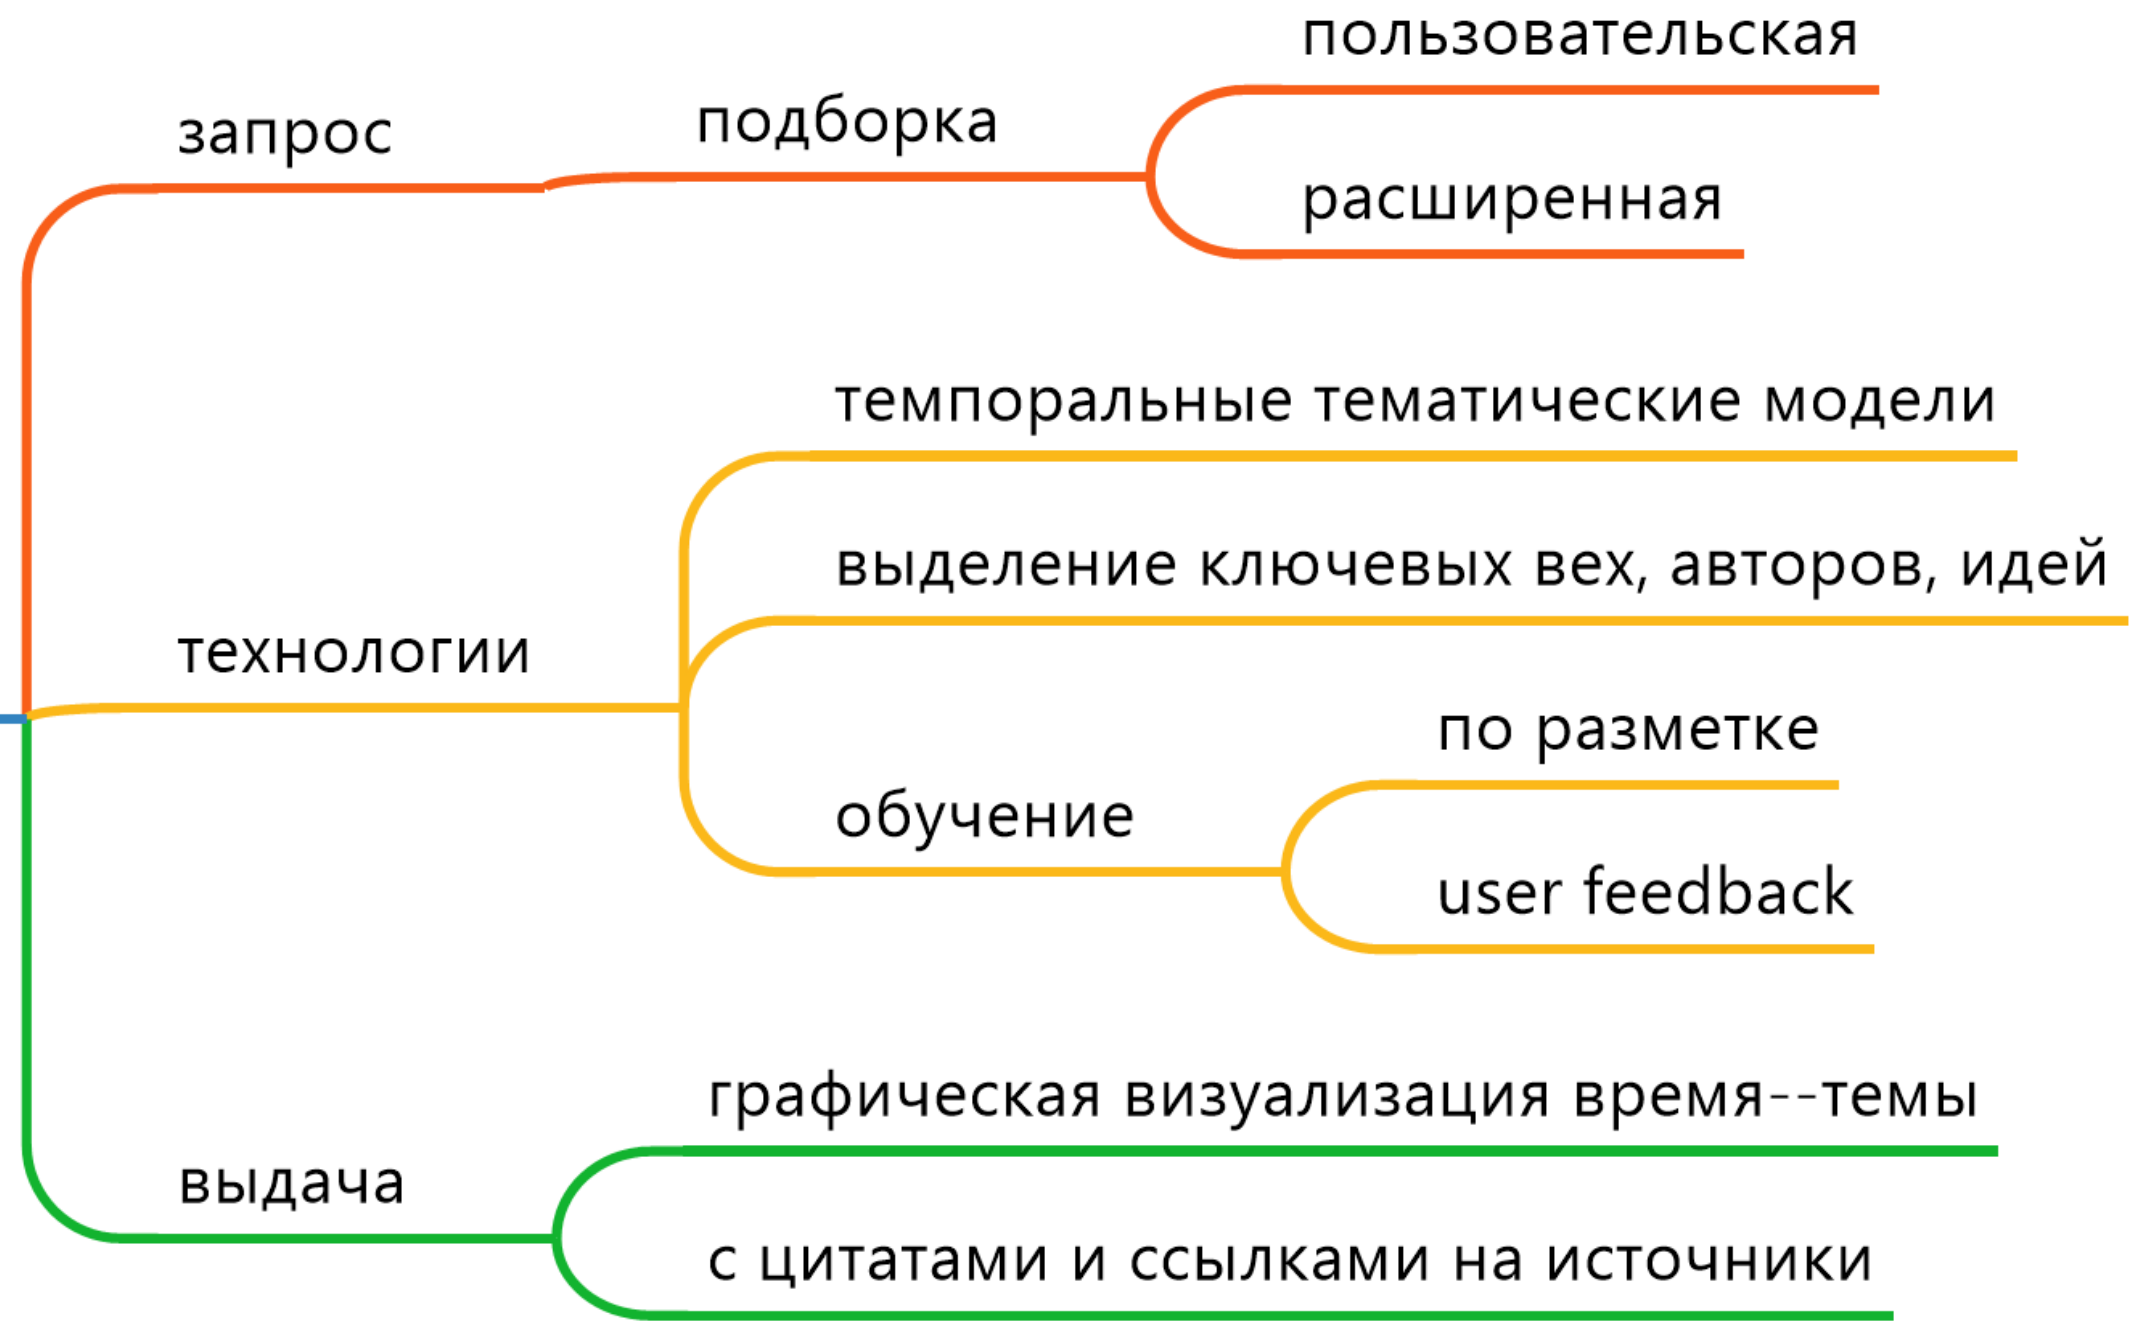 запрос
подборка
пользовательская
расширенная
технологии
темпоральные тематические модели
выделение ключевых вех, авторов, идей
обучение
по разметке
user feedback
выдача
графическая визуализация время--темы
с цитатами и ссылками на источники